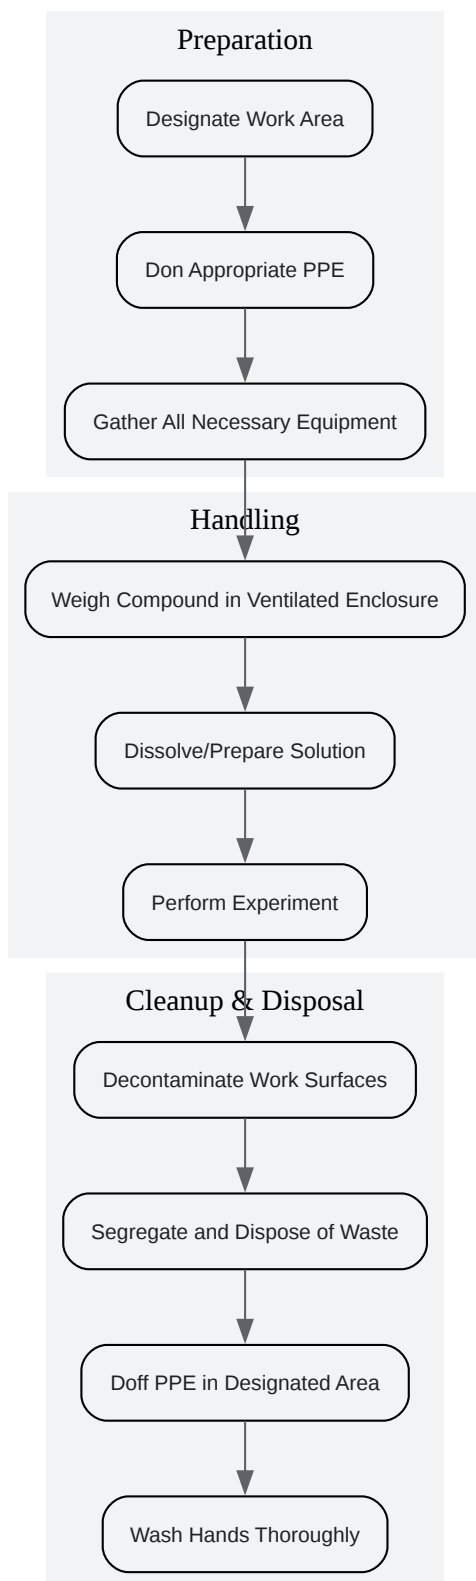 Preparation
Designate Work Area
Don Appropriate PPE
Gather All Necessary Equipment
Handling
Weigh Compound in Ventilated Enclosure
Dissolve/Prepare Solution
Perform Experiment
Cleanup & Disposal
Decontaminate Work Surfaces
Segregate and Dispose of Waste
Doff PPE in Designated Area
Wash Hands Thoroughly